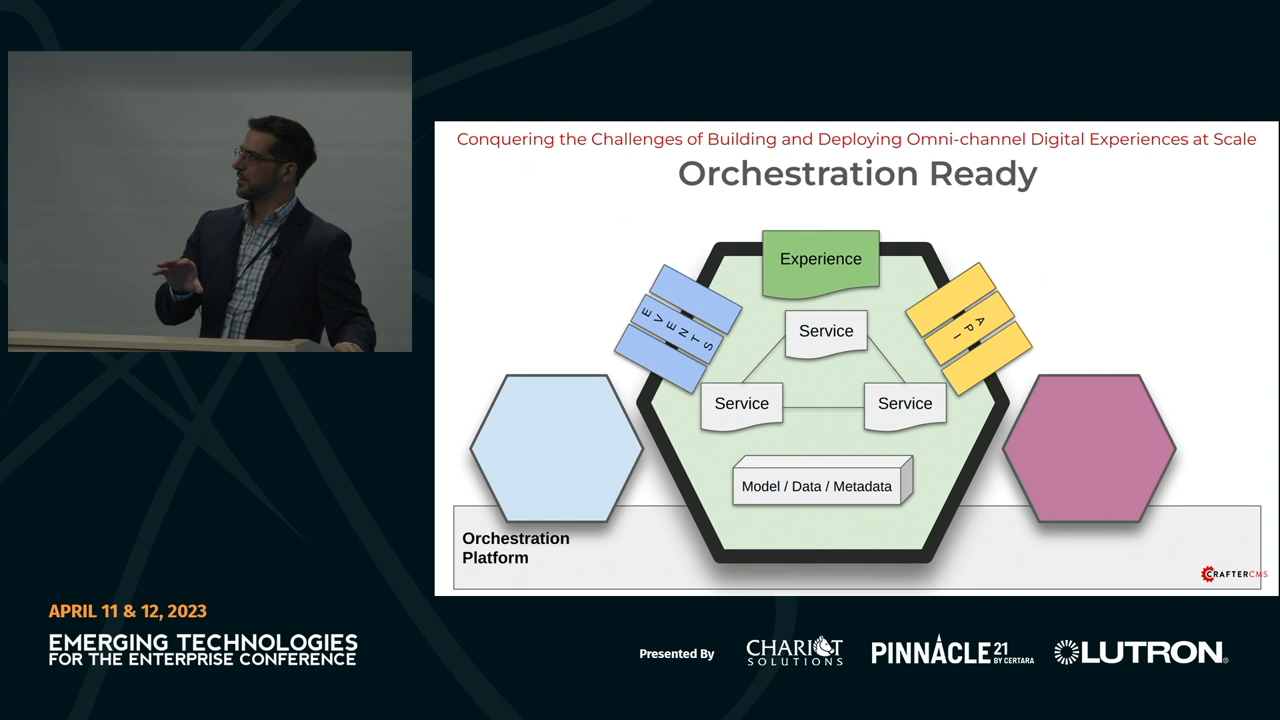 Conquering the Challenges of Building and Deploying Omni-channel Digital Experiences at Scale
Orchestration Ready
Experience
EVENTS
API
Service
Service
Service
Model / Data / Metadata
Orchestration
Platform
CRAFTERCMS
APRIL 11 & 12, 2023
EMERGING TECHNOLOGIES
FOR THE ENTERPRISE CONFERENCE
Presented By
CHARIOT
SOLUTIONS
PINNACLE 21
BY CERTARA
LUTRON®